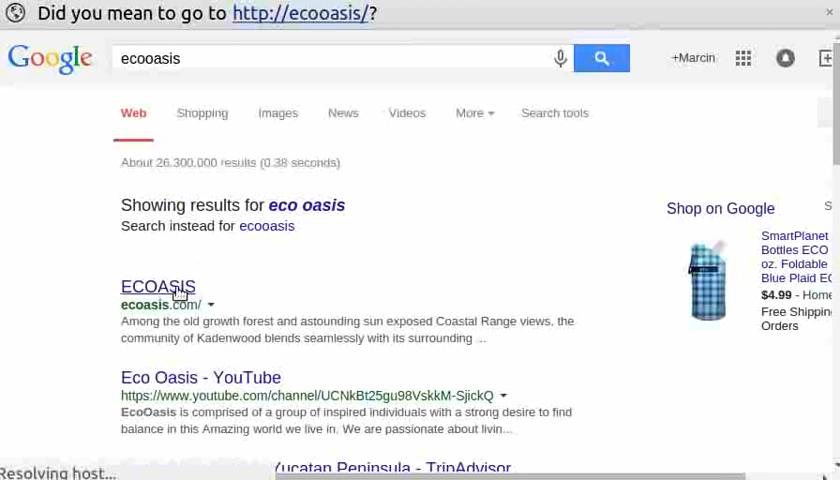 Did you mean to go to http://ecooasis/?
Google
ecooasis
+Marcin
Web
Shopping
Images
News
Videos
More
Search tools
About 26,300,000 results (0.38 seconds)
Showing results for eco oasis
Search instead for ecooasis
Shop on Google
SmartPlanet
Bottles ECO
oz. Foldable
Blue Plaid EC
$4.99 - Home
Free Shipping
Orders
ECOASIS
ecoasis.com/
Among the old growth forest and astounding sun exposed Coastal Range views, the
community of Kadenwood blends seamlessly with its surrounding ...
Eco Oasis - YouTube
https://www.youtube.com/channel/UCNkBt25gu98VskkM-SjickQ
EcoOasis is comprised of a group of inspired individuals with a strong desire to find
balance in this Amazing world we live in. We are passionate about livin...
Yucatan Peninsula - TripAdvisor
Resolving host...